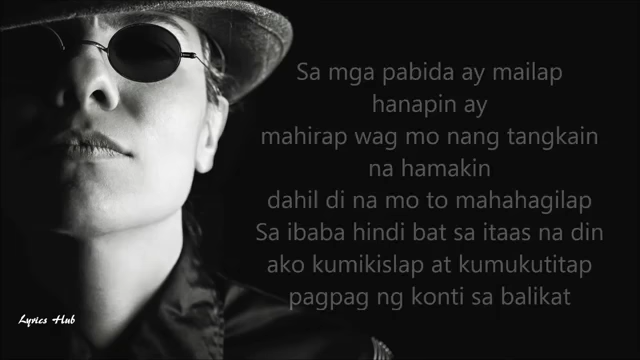 Sa mga pabida ay mailap
hanapin ay
mahirap wag mo nang tangkain
na hamakin
dahil di na mo to mahahagilap
Sa ibaba hindi bat sa itaas na din
ako kumikislap at kumukutitap
pagpag ng konti sa balikat
Lyrics Hub